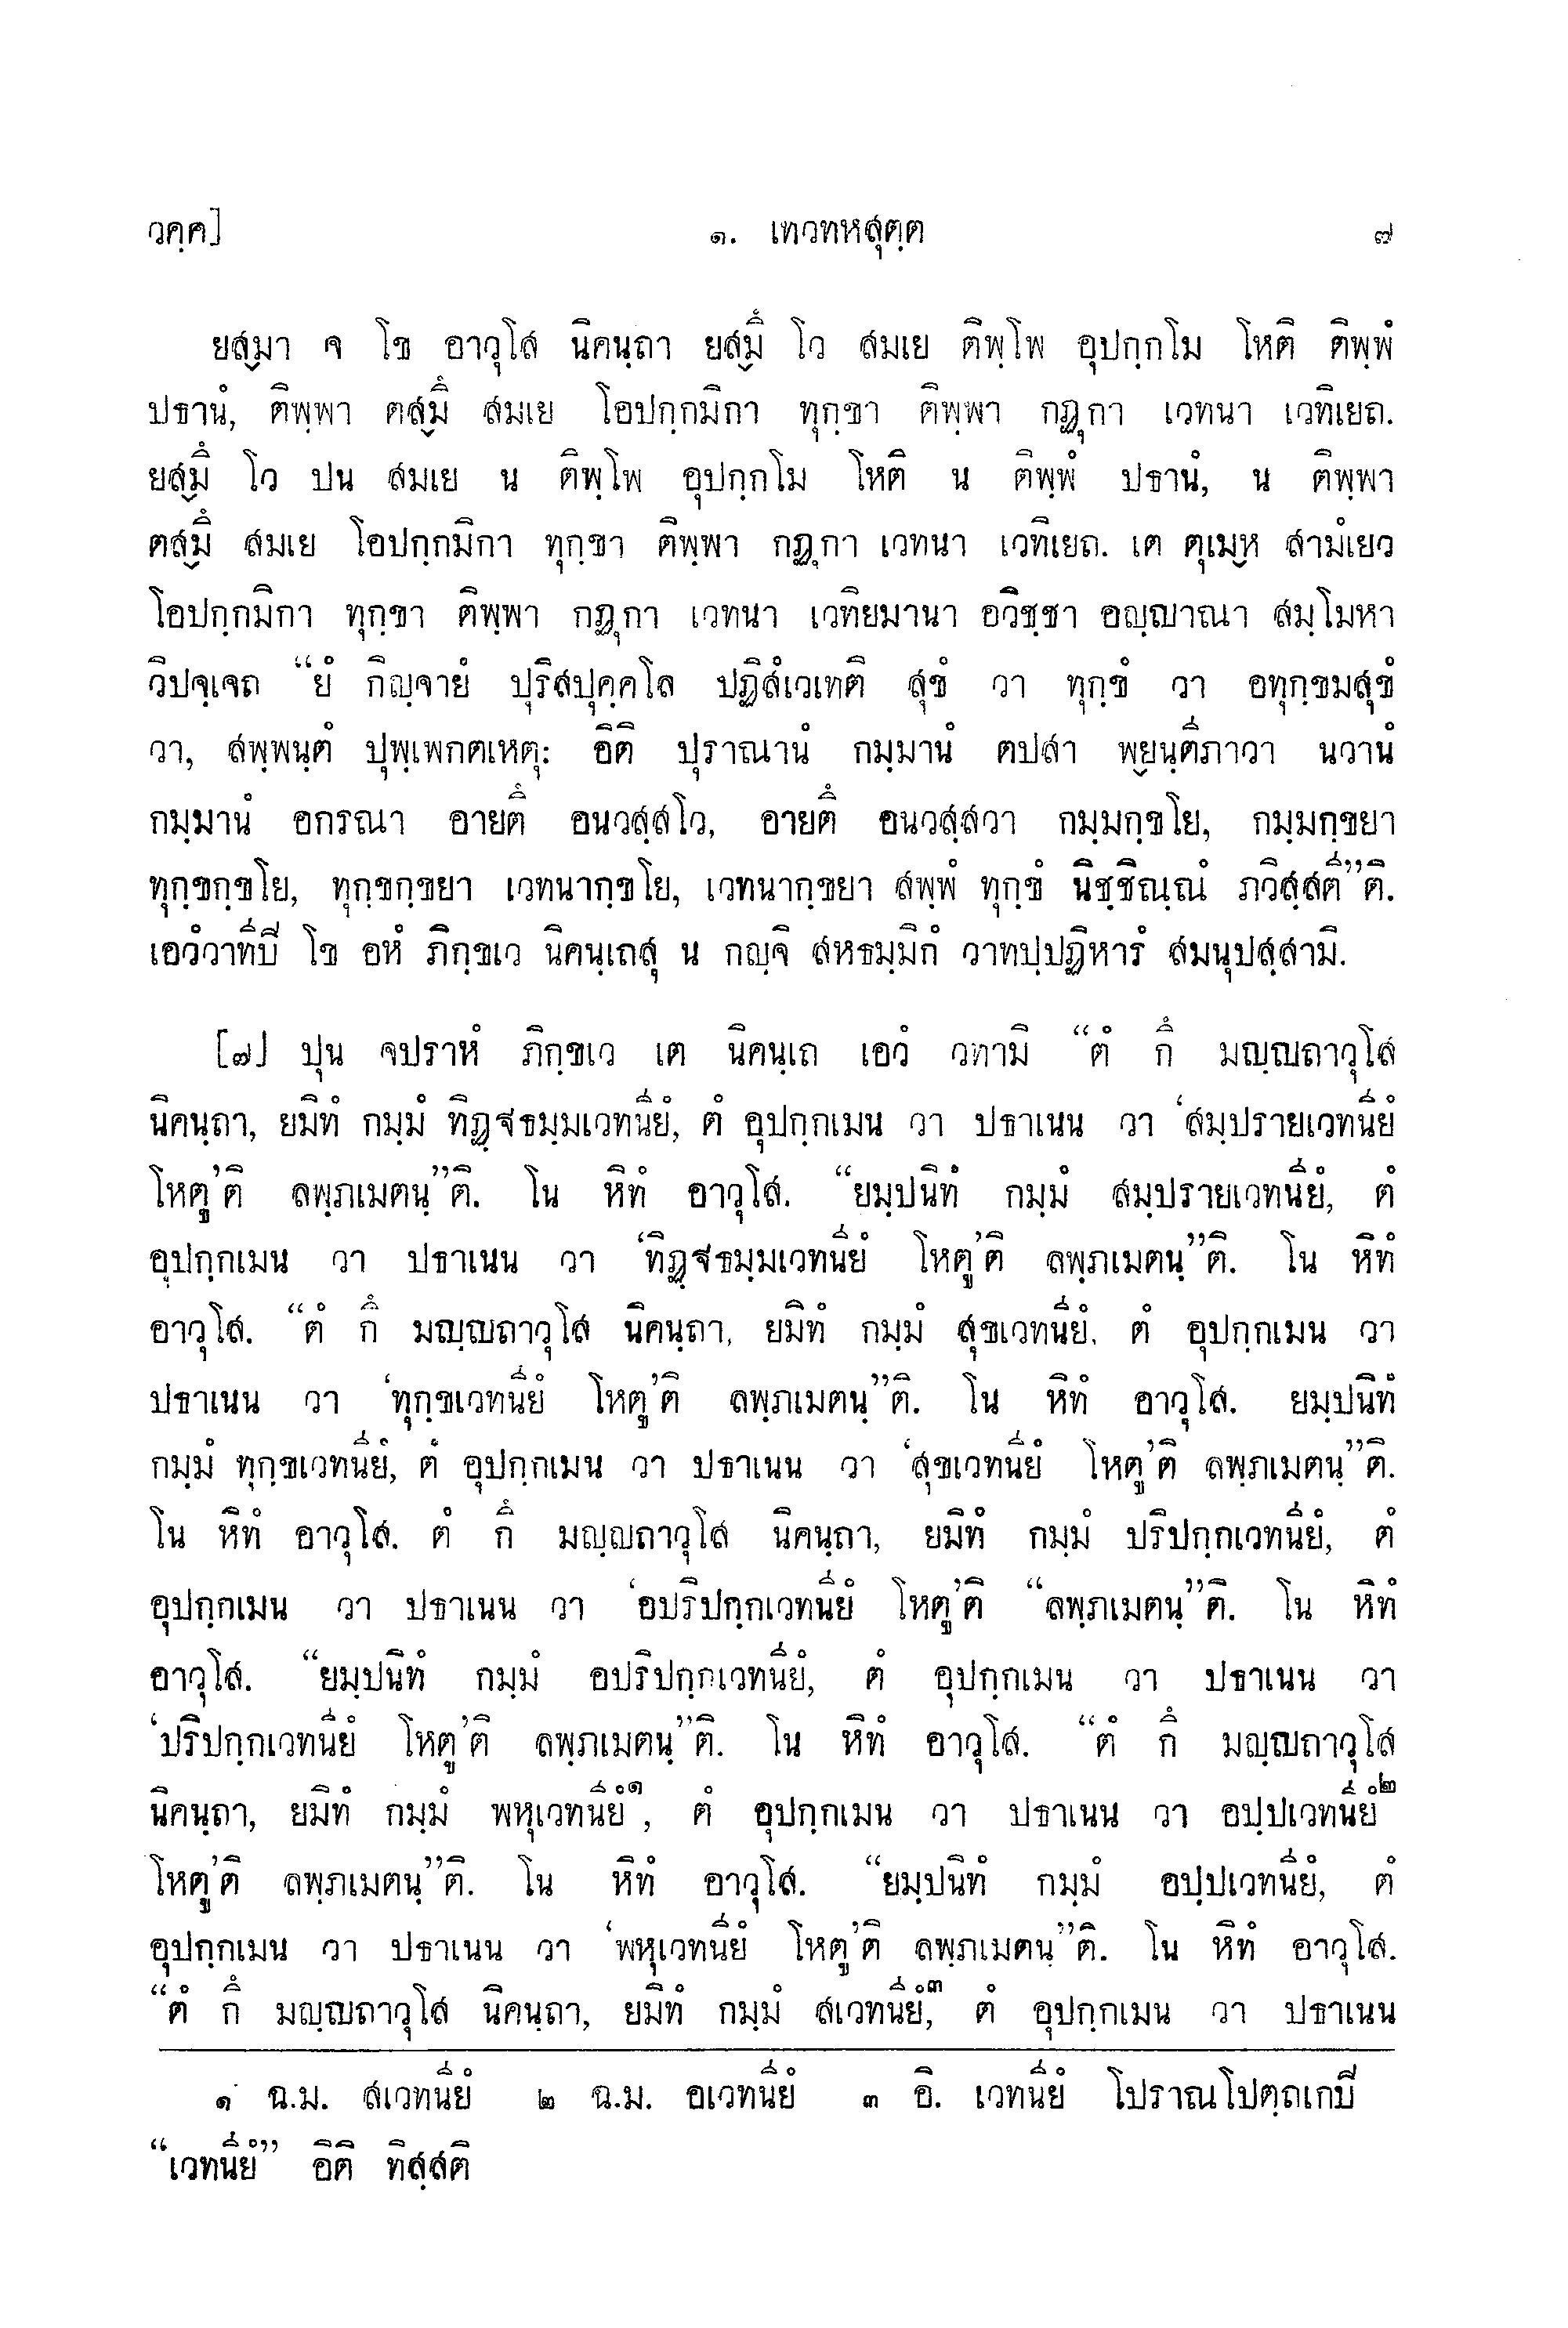 วคฺค] ๑. เทวทหสุตฺต ๗
ยสฺมา จ โข อาวุโส นิคนฺถา ยสฺมึ โว สมเย ติพฺโพ อุปกฺกโม โหติ ติพฺพํ
ปธานํ, ติพฺพา ตสฺมึ สมเย โอปกฺกมิกา ทุกฺขา ติพฺพา กฏุกา เวทนา เวทิเยถ.
ยสฺมึ โว ปน สมเย น ติพฺโพ อุปกฺกโม โหติ น ติพฺพํ ปธานํ, น ติพฺพา
ตสฺมึ สมเย โอปกฺกมิกา ทุกฺขา ติพฺพา กฏุกา เวทนา เวทิเยถ. เต ตุเมฺห สามํเยว
โอปกฺกมิกา ทุกฺขา ติพฺพา กฏุกา เวทนา เวทิยมานา อวิชฺชา อญฺญาณา สมฺโมหา
วิปจฺเจถ “ยํ กิญฺจายํ ปุริสปุคฺคโล ปฏิสํเวเทติ สุขํ วา ทุกฺขํ วา อทุกฺขมสุขํ
วา, สพฺพนฺตํ ปุพฺเพกตเหตุ: อิติ ปุราณานํ กมฺมานํ ตปสา พฺยนฺตีภาวา นวานํ
กมฺมานํ อกรณา อายตึ อนวสฺสโว, อายตึ อนวสฺสวา กมฺมกฺขโย, กมฺมกฺขยา
ทุกฺขกฺขโย, ทุกฺขกฺขยา เวทนากฺขโย, เวทนากฺขยา สพฺพํ ทุกฺขํ นิชฺชิณฺณํ ภวิสฺสตี”ติ.
เอวํวาทีปี โข อหํ ภิกฺขเว นิคนฺเถสุ น กญฺจิ สหธมฺมิกํ วาทปฺปฏิหารํ สมนุปสฺสามิ.
[๗] ปุน จปราหํ ภิกฺขเว เต นิคนฺเถ เอวํ วทามิ “ตํ กึ มญฺญถาวุโส
นิคนฺถา, ยมิทํ กมฺมํ ทิฏฺฐธมฺมเวทนียํ, ตํ อุปกฺกเมน วา ปธาเนน วา ‘สมฺปรายเวทนียํ
โหตู’ติ ลพฺภเมตนฺ”ติ. โน หิทํ อาวุโส. “ยมฺปนิทํ กมฺมํ สมฺปรายเวทนียํ, ตํ
อุปกฺกเมน วา ปธาเนน วา ‘ทิฏฺฐธมฺมเวทนียํ โหตู’ติ ลพฺภเมตนฺ”ติ. โน หิทํ
อาวุโส. “ตํ กึ มญฺญถาวุโส นิคนฺถา, ยมิทํ กมฺมํ สุขเวทนียํ, ตํ อุปกฺกเมน วา
ปธาเนน วา ‘ทุกฺขเวทนียํ โหตู’ติ ลพฺภเมตนฺ”ติ. โน หิทํ อาวุโส. ยมฺปนิทํ
กมฺมํ ทุกฺขเวทนียํ, ตํ อุปกฺกเมน วา ปธาเนน วา ‘สุขเวทนียํ โหตู’ติ ลพฺภเมตนฺ”ติ.
โน หิทํ อาวุโส. ตํ กึ มญฺญถาวุโส นิคนฺถา, ยมิทํ กมฺมํ ปริปกฺกเวทนียํ, ตํ
อุปกฺกเมน วา ปธาเนน วา ‘อปริปกฺกเวทนียํ โหตู’ติ “ลพฺภเมตนฺ”ติ. โน หิทํ
อาวุโส. “ยมฺปนิทํ กมฺมํ อปริปกฺกเวทนียํ, ตํ อุปกฺกเมน วา ปธาเนน วา
‘ปริปกฺกเวทนียํ โหตู’ติ ลพฺภเมตนฺ”ติ. โน หิทํ อาวุโส. “ตํ กึ มญฺญถาวุโส
นิคนฺถา, ยมิทํ กมฺมํ พหุเวทนียํ๑, ตํ อุปกฺกเมน วา ปธาเนน วา อปฺปเวทนียํ๒
โหตู’ติ ลพฺภเมตนฺ”ติ. โน หิทํ อาวุโส. “ยมฺปนิทํ กมฺมํ อปฺปเวทนียํ, ตํ
อุปกฺกเมน วา ปธาเนน วา ‘พหุเวทนียํ โหตู’ติ ลพฺภเมตนฺ”ติ. โน หิทํ อาวุโส.
“ตํ กึ มญฺญถาวุโส นิคนฺถา, ยมิทํ กมฺมํ สเวทนียํ,๓ ตํ อุปกฺกเมน วา ปธาเนน
๑ ฉ.ม. สเวทนียํ ๒ ฉ.ม. อเวทนียํ ๓ อิ. เวทนียํ โปราณโปตฺถเกปี
“เวทนียํ” อิติ ทิสฺสติ